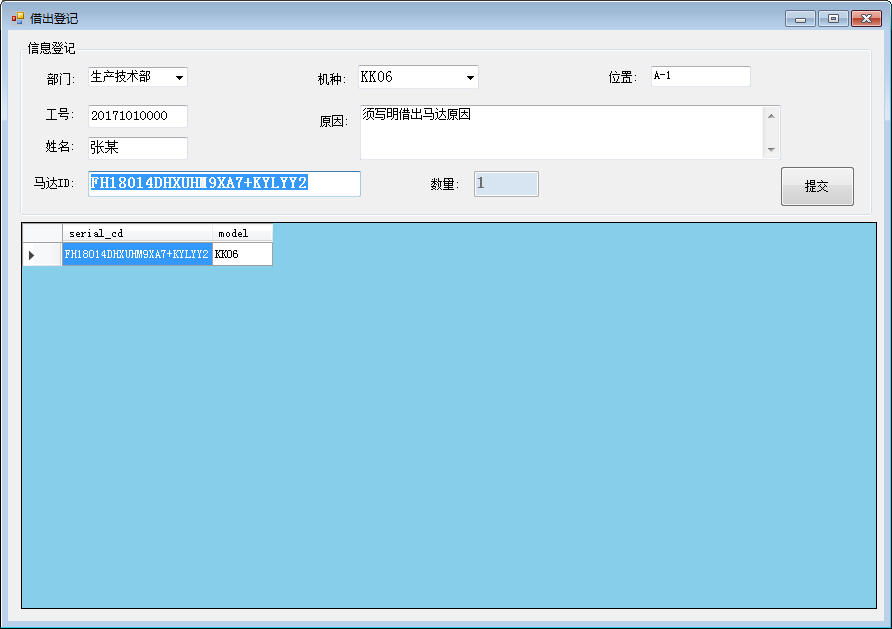 借出登记
信息登记
部门: 生产技术部 机种: KK06 位置: A-1
工号: 20171010000 原因: 须写明借出马达原因
姓名: 张某
马达ID: FH18014DHXUHM9XA7+KYLYY2 数量: 1 提交
serial_cd model
FH18014DHXUHM9XA7+KYLYY2 KK06